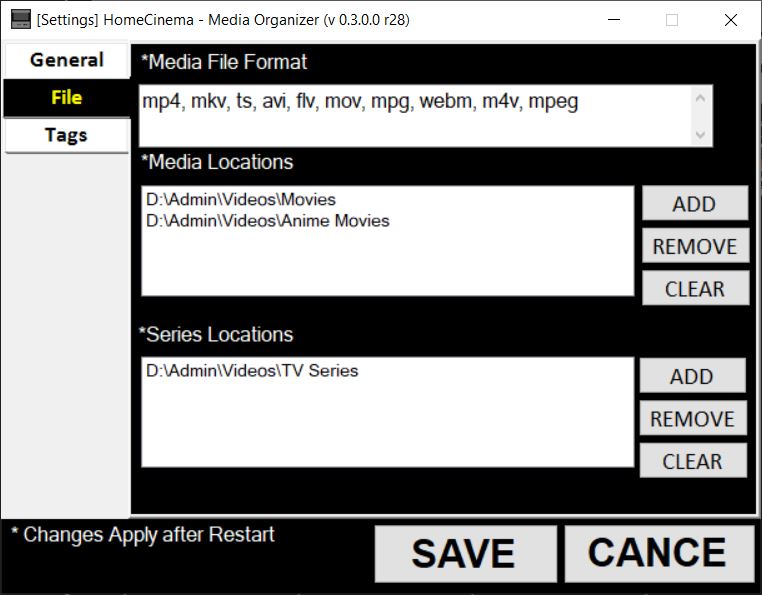 [Settings] HomeCinema - Media Organizer (v 0.3.0.0 r28)
General
File
Tags
*Media File Format
mp4, mkv, ts, avi, flv, mov, mpg, webm, m4v, mpeg
*Media Locations
D:\Admin\Videos\Movies
D:\Admin\Videos\Anime Movies
ADD
REMOVE
CLEAR
*Series Locations
D:\Admin\Videos\TV Series
ADD
REMOVE
CLEAR
* Changes Apply after Restart
SAVE
CANCE